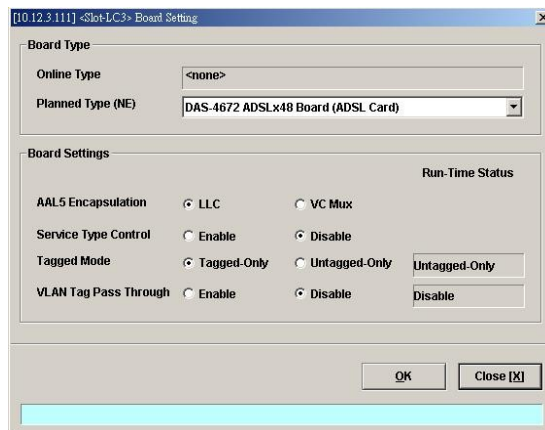 [10.12.3.111] <Slot-LC3> Board Setting
Board Type
Online Type <none>
Planned Type (NE) DAS-4672 ADSLx48 Board (ADSL Card)
Board Settings
Run-Time Status
AAL5 Encapsulation LLC VC Mux
Service Type Control Enable Disable
Tagged Mode Tagged-Only Untagged-Only Untagged-Only
VLAN Tag Pass Through Enable Disable Disable
OK Close [X]